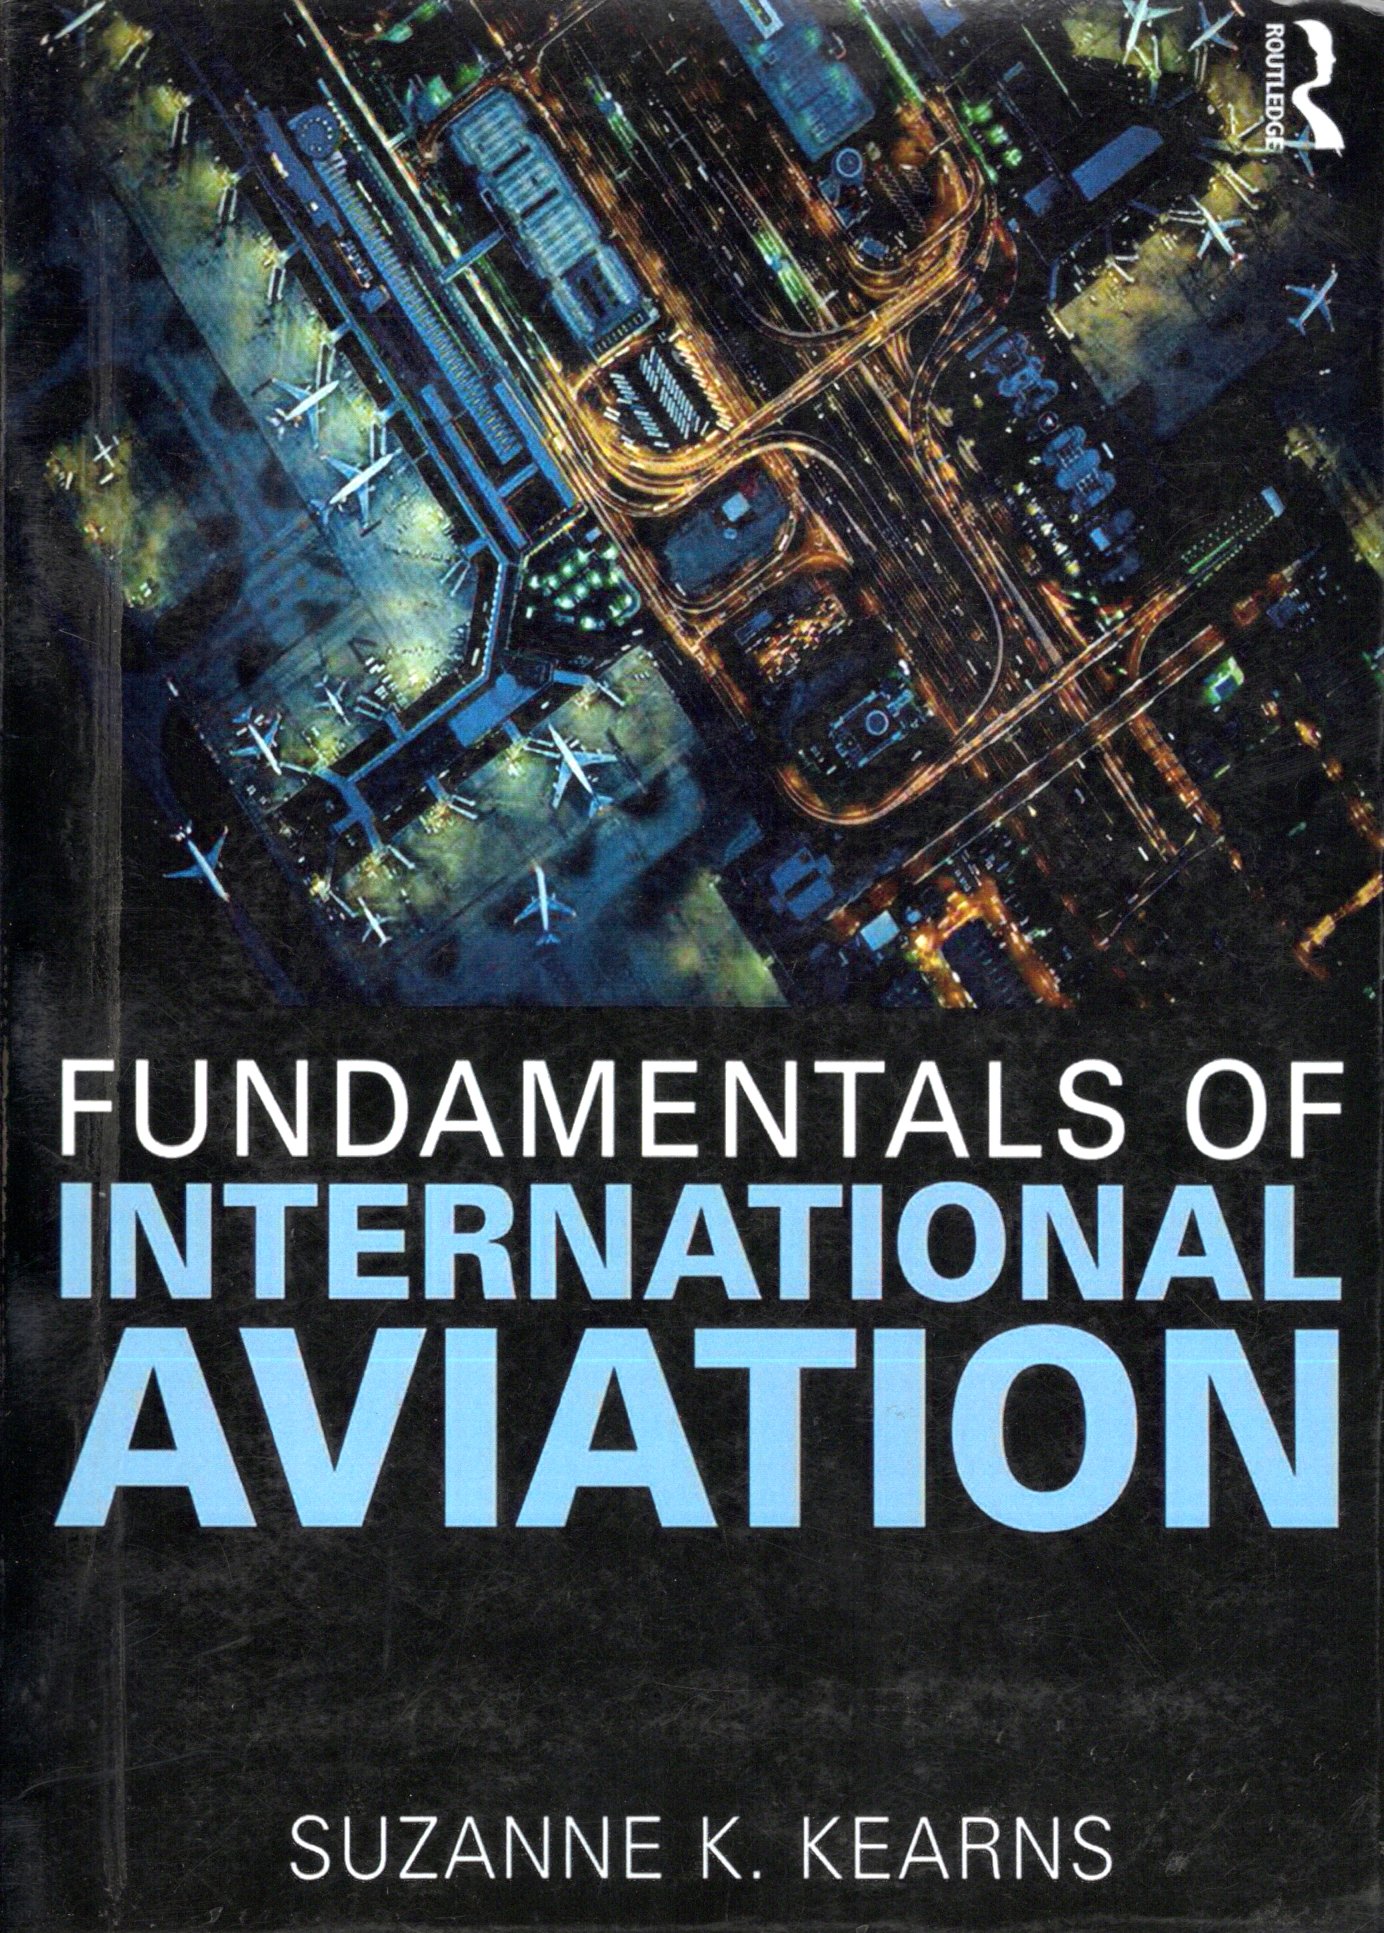 ROUTLEDGE
FUNDAMENTALS OF
INTERNATIONAL
AVIATION
SUZANNE K. KEARNS